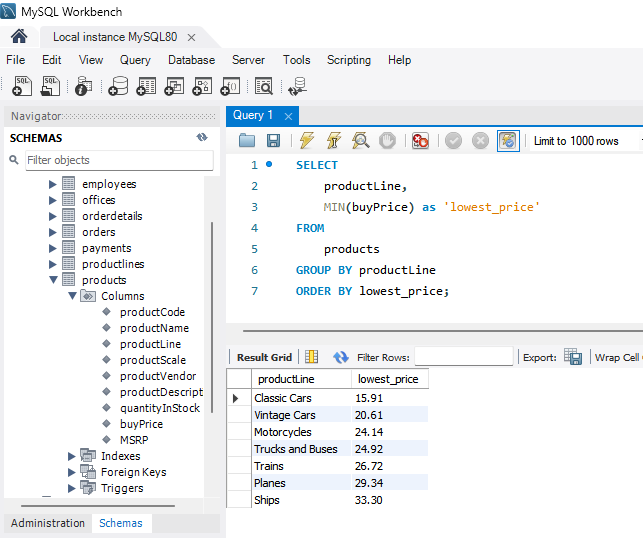 MySQL Workbench
Local instance MySQL80 ×
File Edit View Query Database Server Tools Scripting Help
SQL SQL
Navigator
SCHEMAS
Filter objects
employees
offices
orderdetails
orders
payments
productlines
products
Columns
productCode
productName
productLine
productScale
productVendor
productDescript
quantityInStock
buyPrice
MSRP
Indexes
Foreign Keys
Triggers
Administration Schemas
Query 1 ×
Limit to 1000 rows
1 SELECT
2 productLine,
3 MIN(buyPrice) as 'lowest_price'
4 FROM
5 products
6 GROUP BY productLine
7 ORDER BY lowest_price;
Result Grid Filter Rows: Export: Wrap Cell
productLine lowest_price
Classic Cars 15.91
Vintage Cars 20.61
Motorcycles 24.14
Trucks and Buses 24.92
Trains 26.72
Planes 29.34
Ships 33.30